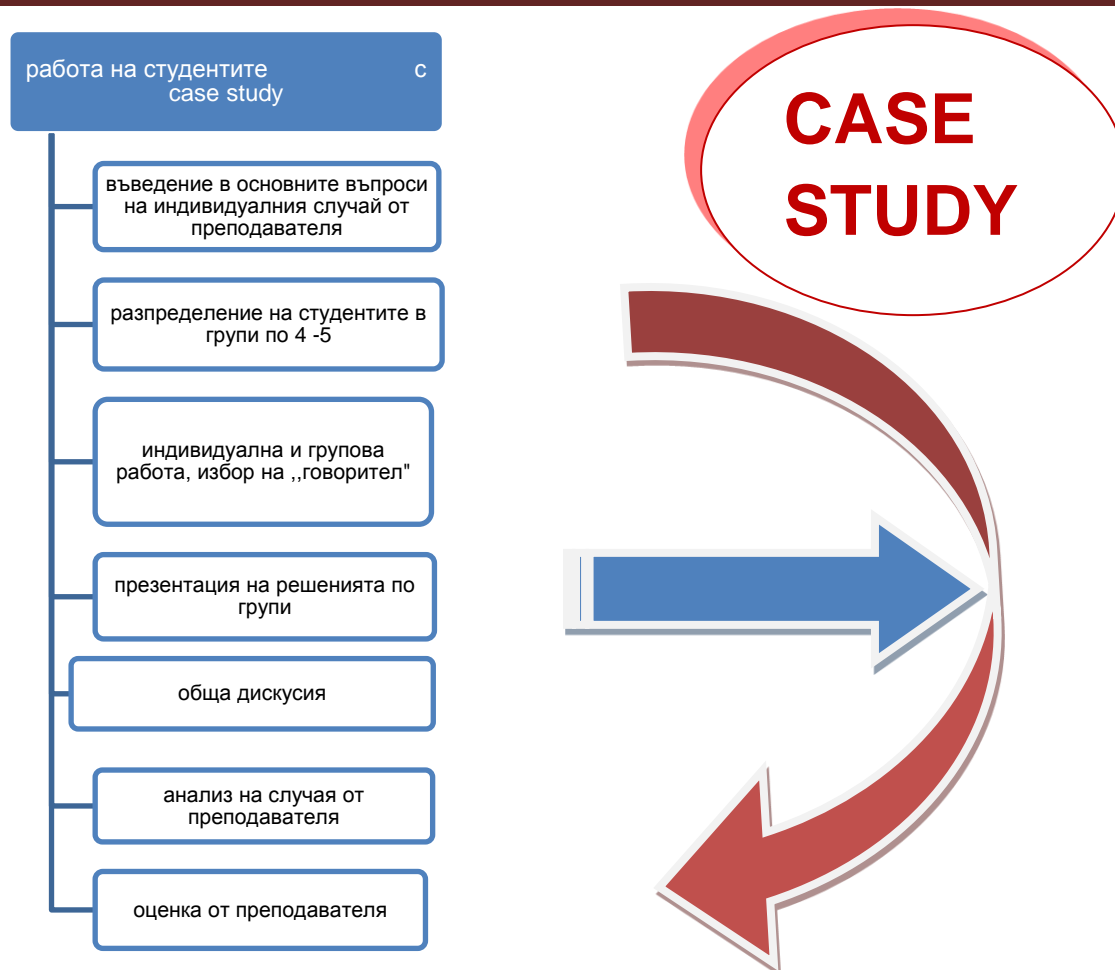 работа на студентите с
case study
въведение в основните въпроси
на индивидуалния случай от
преподавателя
разпределение на студентите в
групи по 4 -5
индивидуална и групова
работа, избор на ,,говорител"
презентация на решенията по
групи
обща дискусия
анализ на случая от
преподавателя
оценка от преподавателя
CASE
STUDY